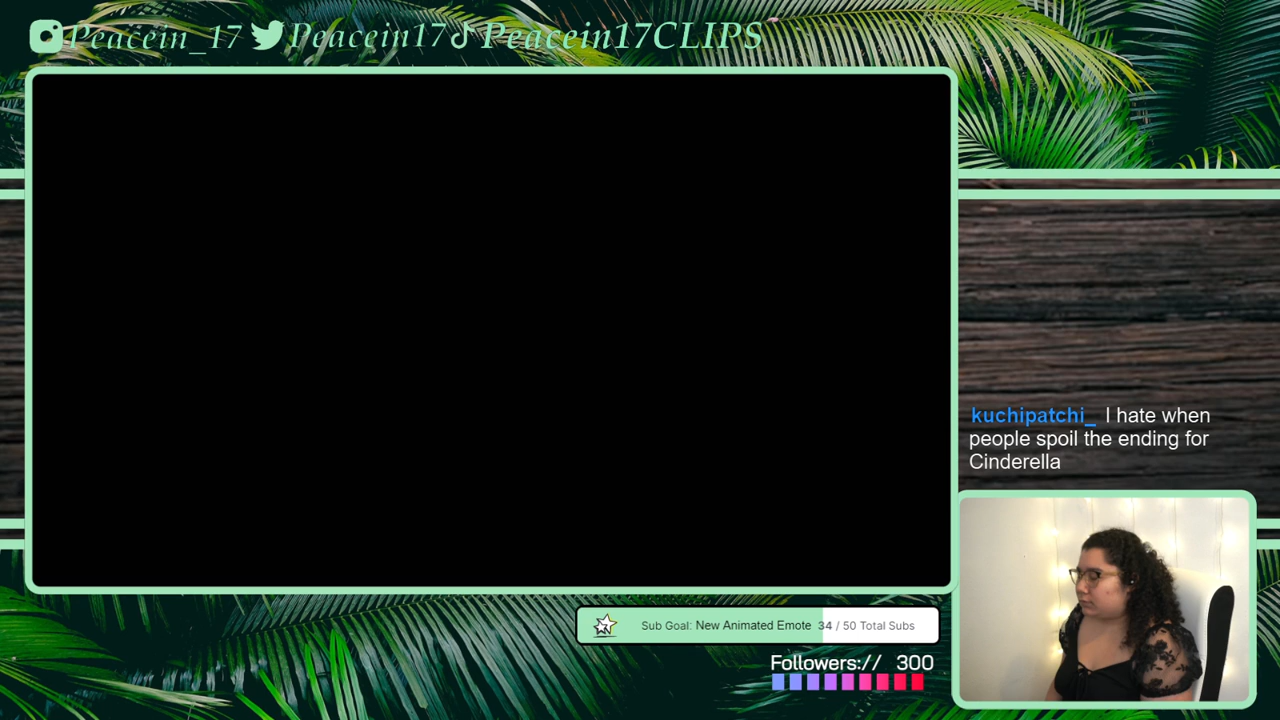 Peacein_17 Peacein17 Peacein17CLIPS
kuchipatchi_ I hate when
people spoil the ending for
Cinderella
Sub Goal: New Animated Emote 34 / 50 Total Subs
Followers:// 300